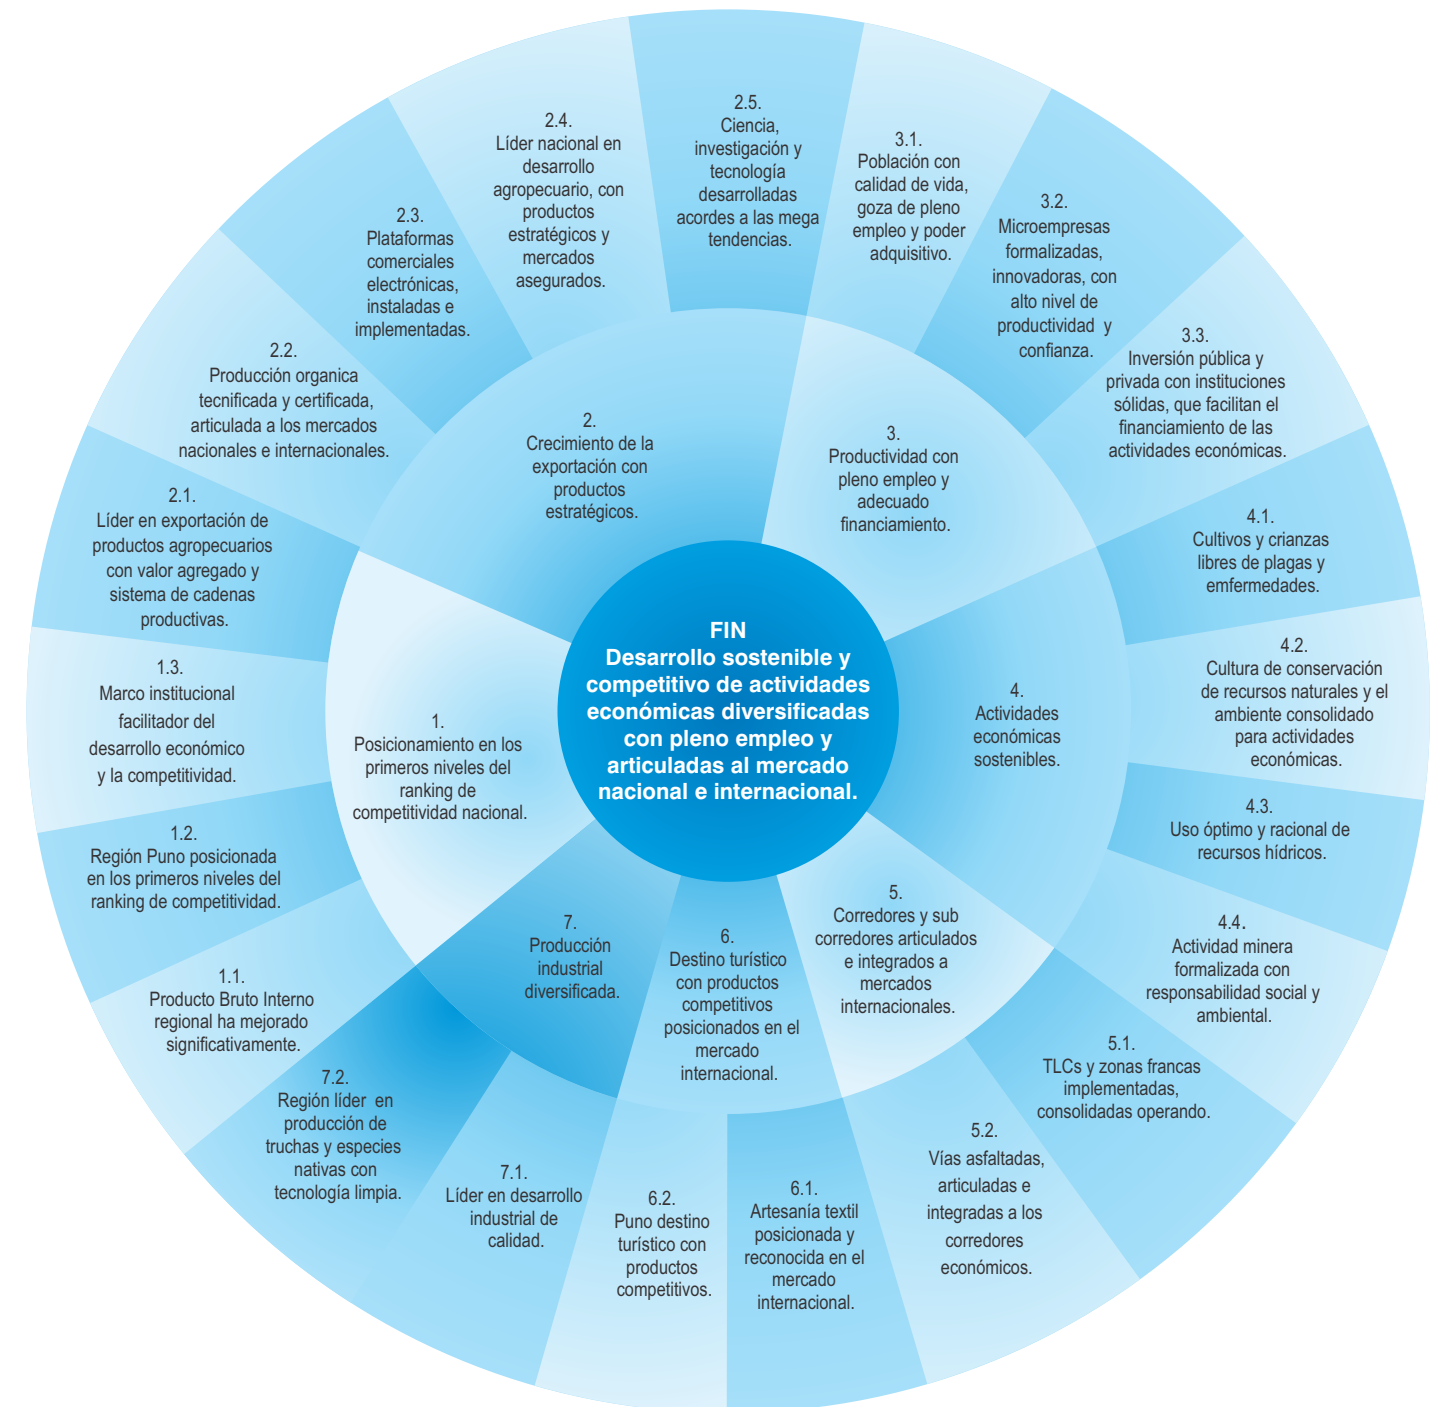 FIN
Desarrollo sostenible y
competitivo de actividades
económicas diversificadas
con pleno empleo y
articuladas al mercado
nacional e internacional.
1.
Posicionamiento en los
primeros niveles del
ranking de
competitividad nacional.
1.1.
Producto Bruto Interno
regional ha mejorado
significativamente.
1.2.
Región Puno posicionada
en los primeros niveles del
ranking de competitividad.
1.3.
Marco institucional
facilitador del
desarrollo económico
y la competitividad.
2.
Crecimiento de la
exportación con
productos
estratégicos.
2.1.
Líder en exportación de
productos agropecuarios
con valor agregado y
sistema de cadenas
productivas.
2.2.
Producción organica
tecnificada y certificada,
articulada a los mercados
nacionales e internacionales.
2.3.
Plataformas
comerciales
electrónicas,
instaladas e
implementadas.
2.4.
Líder nacional en
desarrollo
agropecuario, con
productos
estratégicos y
mercados
asegurados.
2.5.
Ciencia,
investigación y
tecnología
desarrolladas
acordes a las mega
tendencias.
3.
Productividad con
pleno empleo y
adecuado
financiamiento.
3.1.
Población con
calidad de vida,
goza de pleno
empleo y poder
adquisitivo.
3.2.
Microempresas
formalizadas,
innovadoras, con
alto nivel de
productividad y
confianza.
3.3.
Inversión pública y
privada con instituciones
sólidas, que facilitan el
financiamiento de las
actividades económicas.
4.
Actividades
económicas
sostenibles.
4.1.
Cultivos y crianzas
libres de plagas y
emfermedades.
4.2.
Cultura de conservación
de recursos naturales y el
ambiente consolidado
para actividades
económicas.
4.3.
Uso óptimo y racional de
recursos hídricos.
4.4.
Actividad minera
formalizada con
responsabilidad social y
ambiental.
5.
Corredores y sub
corredores articulados
e integrados a
mercados
internacionales.
5.1.
TLCs y zonas francas
implementadas,
consolidadas operando.
5.2.
Vías asfaltadas,
articuladas e
integradas a los
corredores
económicos.
6.
Destino turístico
con productos
competitivos
posicionados en el
mercado
internacional.
6.1.
Artesanía textil
posicionada y
reconocida en el
mercado
internacional.
6.2.
Puno destino
turístico con
productos
competitivos.
7.
Producción
industrial
diversificada.
7.1.
Líder en desarrollo
industrial de
calidad.
7.2.
Región líder en
producción de
truchas y especies
nativas con
tecnología limpia.